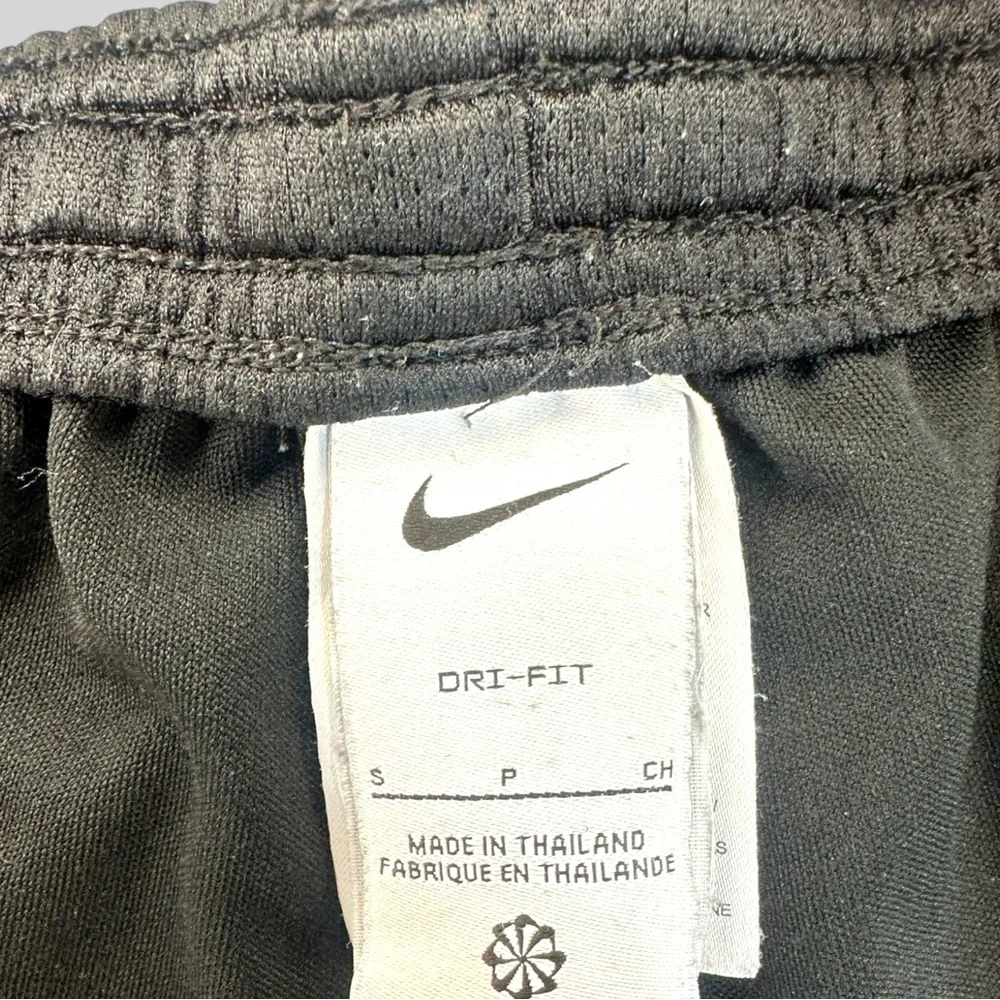 DRI-FIT
S P CH
MADE IN THAILAND
FABRIQUE EN THAILANDE